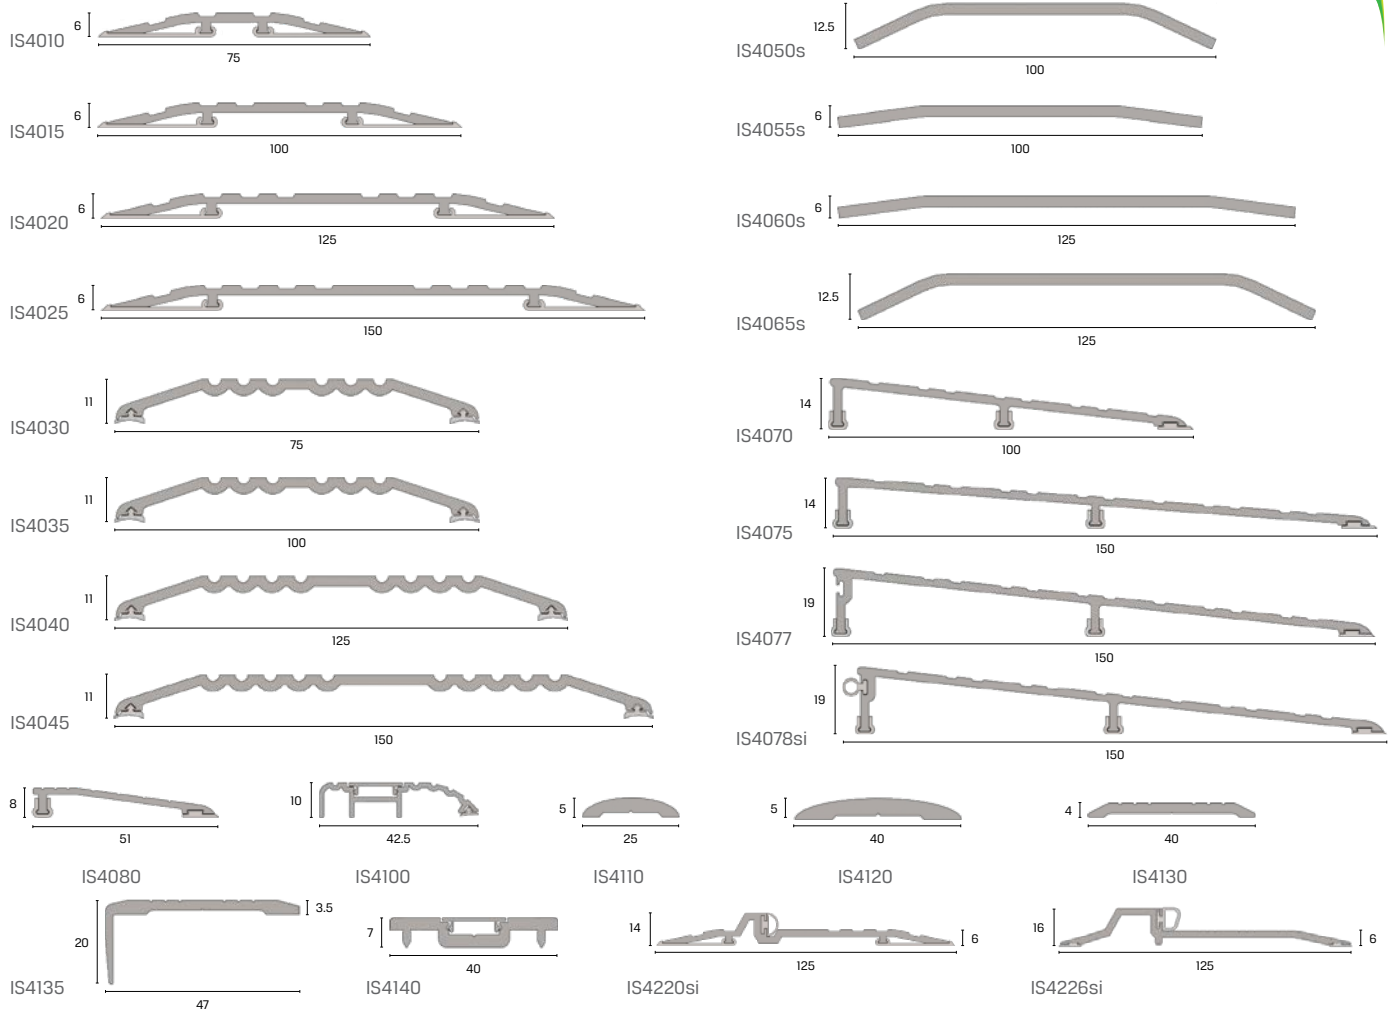 IS4010 6 75
IS4015 6 100
IS4020 6 125
IS4025 6 150
IS4030 11 75
IS4035 11 100
IS4040 11 125
IS4045 11 150
IS4050s 12.5 100
IS4055s 6 100
IS4060s 6 125
IS4065s 12.5 125
IS4070 14 100
IS4075 14 150
IS4077 19 150
IS4078si 19 150
8 51 IS4080
10 42.5 IS4100
5 25 IS4110
5 40 IS4120
4 40 IS4130
IS4135 20 3.5 47
7 40 IS4140
14 6 125 IS4220si
16 6 125 IS4226si